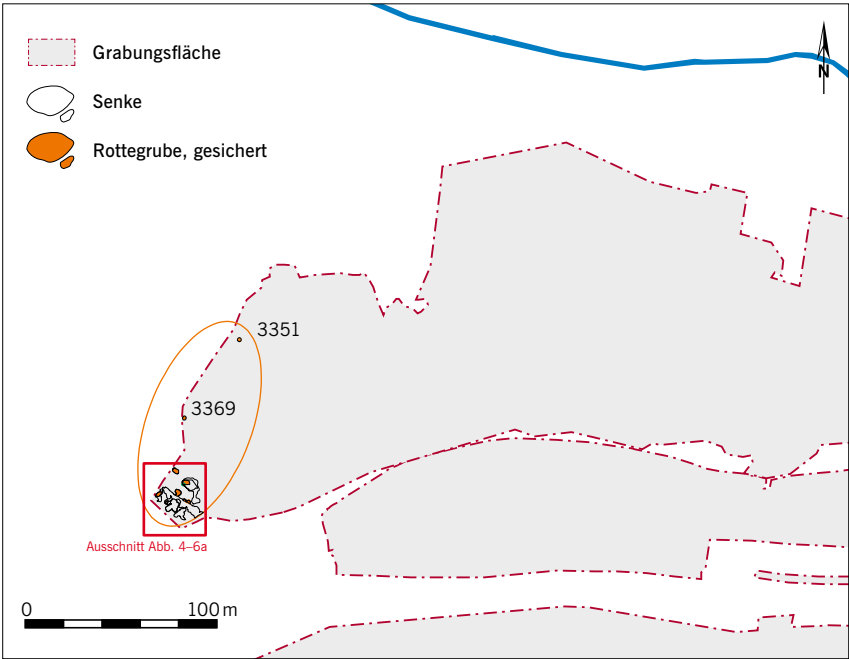 Grabungsfläche
Senke
Rottegrube, gesichert
N
3351
3369
Ausschnitt Abb. 4–6a
0 100 m